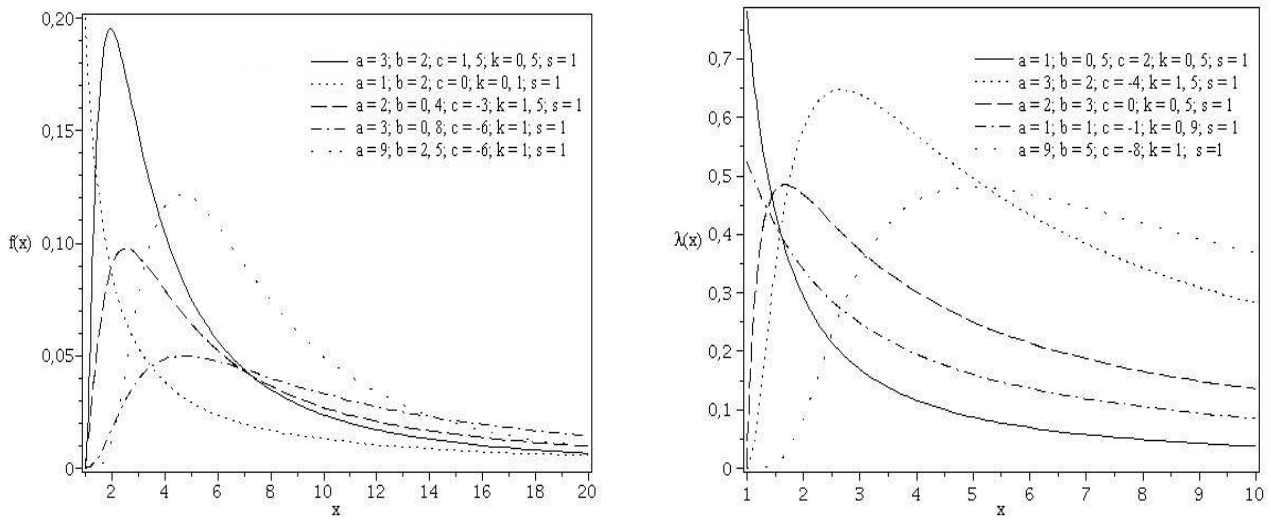 0,20
0,15
0,10
0,05
0
f(x)
2 4 6 8 10 12 14 16 18 20
x
a = 3; b = 2; c = 1, 5; k = 0, 5; s = 1
a = 1; b = 2; c = 0; k = 0, 1; s = 1
a = 2; b = 0,4; c = -3; k = 1, 5; s = 1
a = 3; b = 0,8; c = -6; k = 1; s = 1
a = 9; b = 2, 5; c = -6; k = 1; s = 1
0,7
0,6
0,5
0,4
0,3
0,2
0,1
0
λ(x)
1 2 3 4 5 6 7 8 9 10
x
a = 1; b = 0, 5; c = 2; k = 0, 5; s = 1
a = 3; b = 2; c = -4; k = 1, 5; s = 1
a = 2; b = 3; c = 0; k = 0, 5; s = 1
a = 1; b = 1; c = -1; k = 0, 9; s = 1
a = 9; b = 5; c = -8; k = 1; s =1